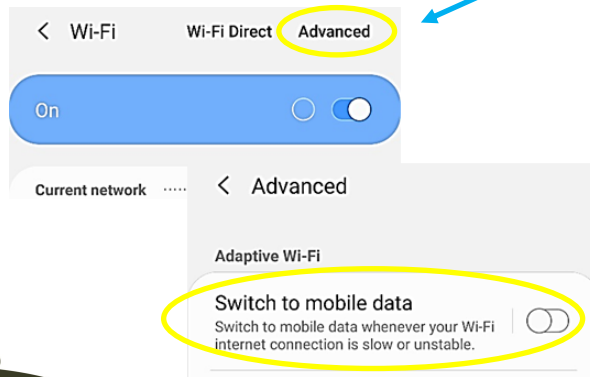 < Wi-Fi Wi-Fi Direct Advanced
On
Current network .....
< Advanced
Adaptive Wi-Fi
Switch to mobile data
Switch to mobile data whenever your Wi-Fi
internet connection is slow or unstable.